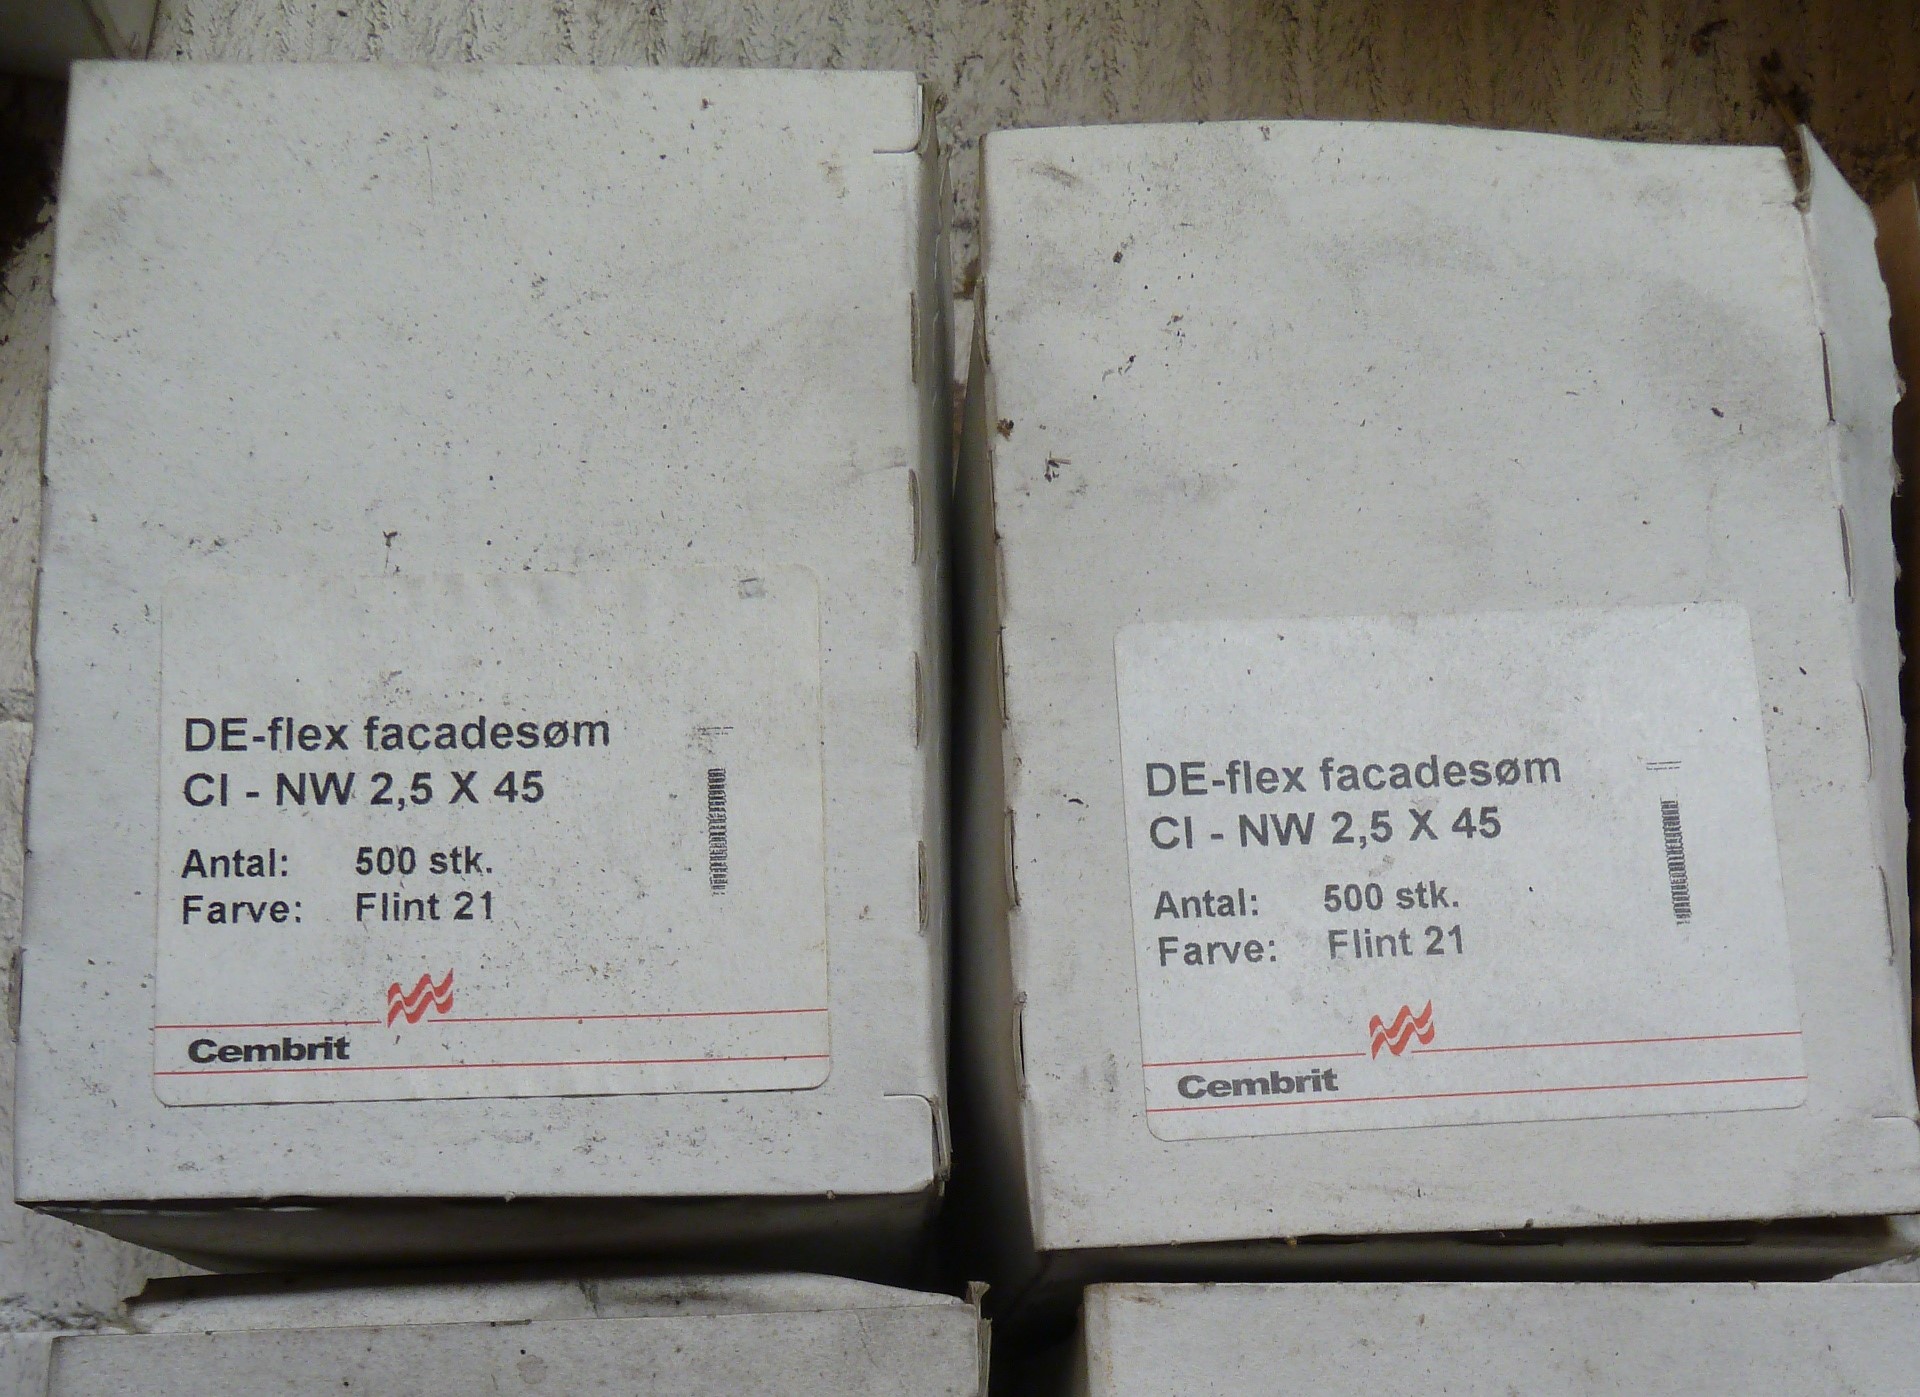 DE-flex facadesøm
CI - NW 2,5 X 45
Antal: 500 stk.
Farve: Flint 21
Cembrit
DE-flex facadesøm
CI - NW 2,5 X 45
Antal: 500 stk.
Farve: Flint 21
Cembrit